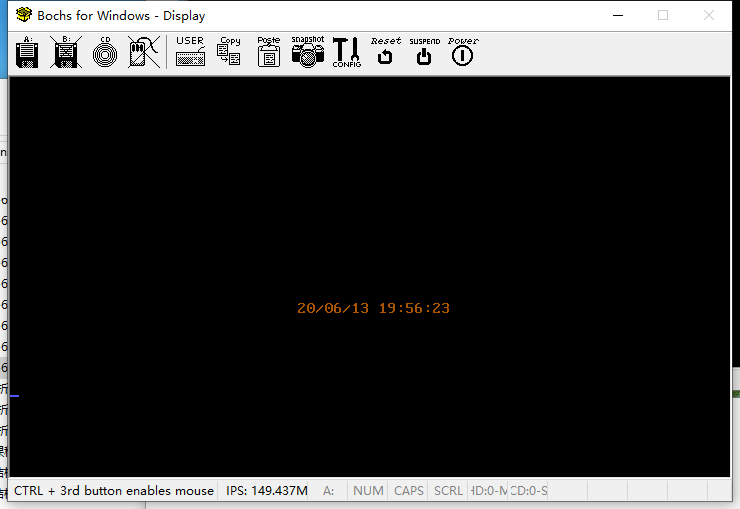 Bochs for Windows - Display
A: B: CD USER Copy Poste snapshot CONFIG Reset SUSPEND Power
20/06/13 19:56:23
CTRL + 3rd button enables mouse IPS: 149.437M A: NUM CAPS SCRL HD:0-M CD:0-S